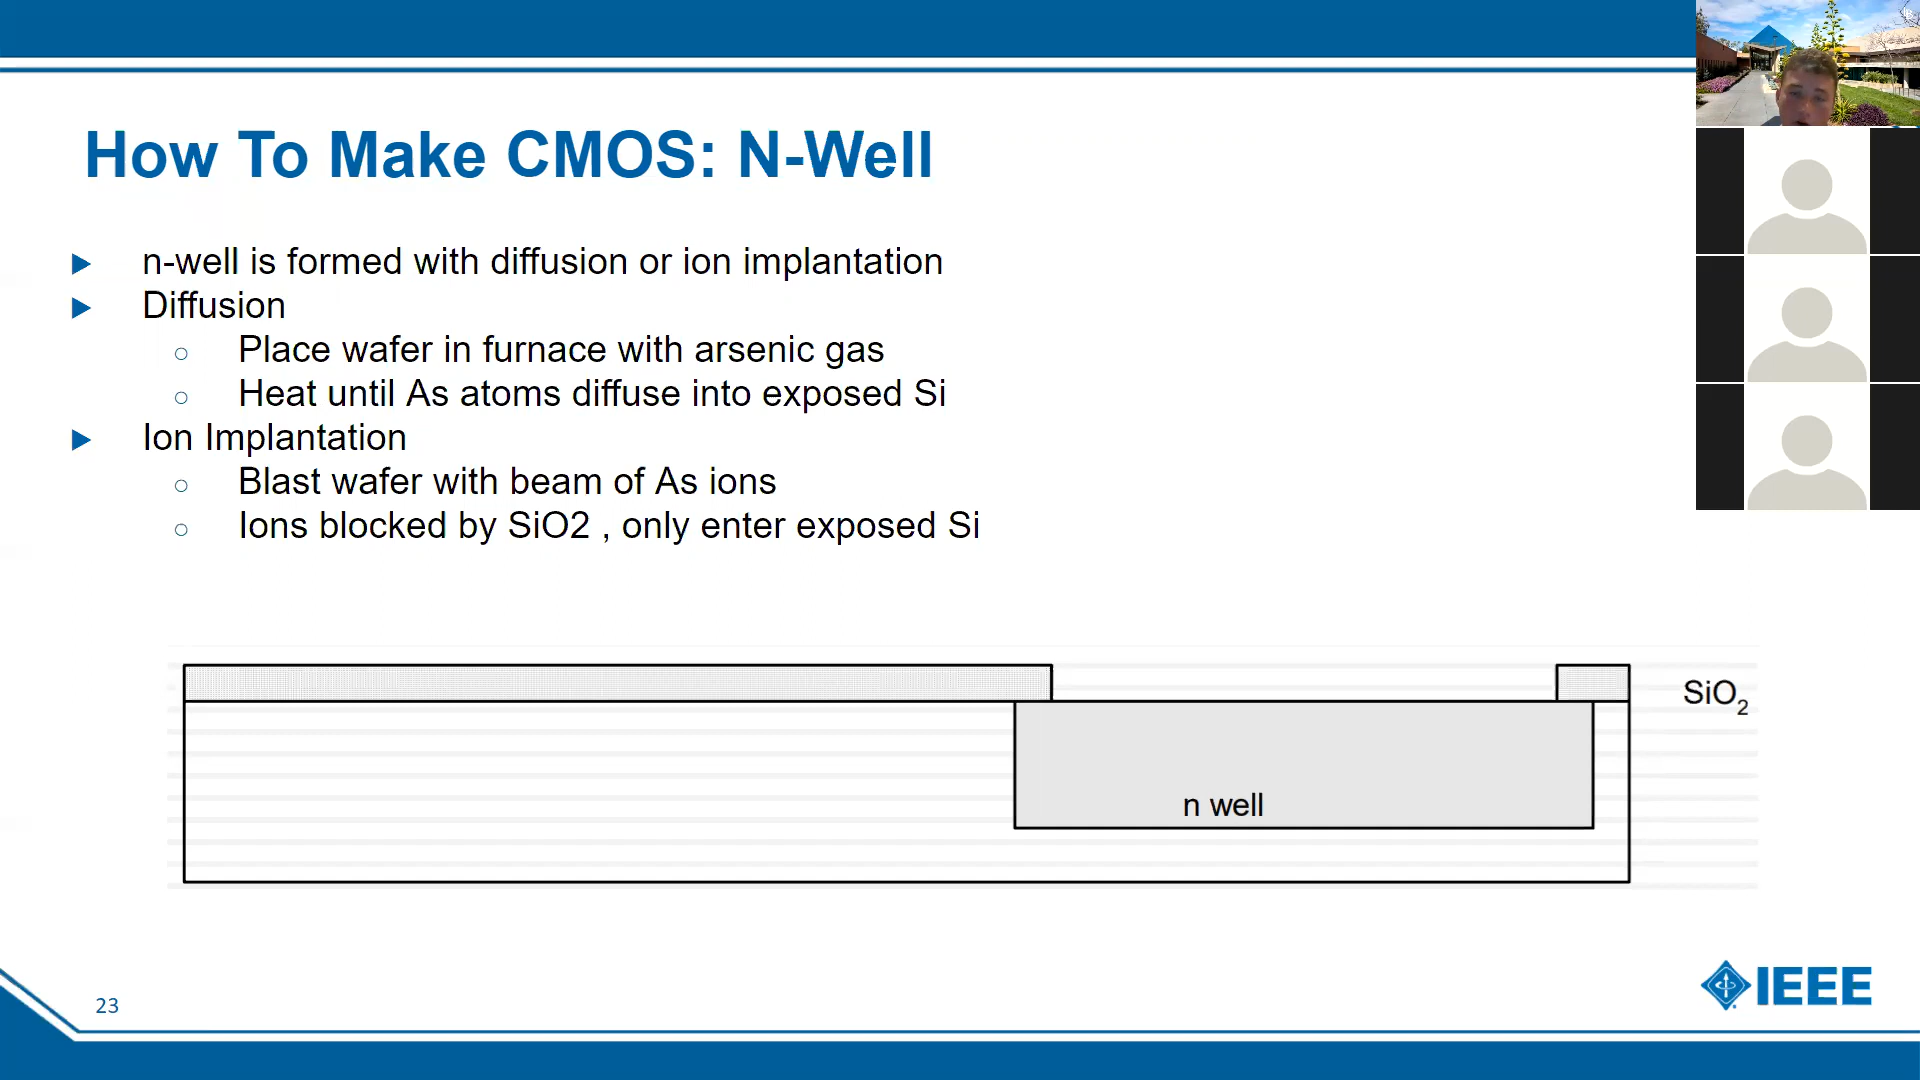 How To Make CMOS: N-Well
n-well is formed with diffusion or ion implantation
Diffusion
Place wafer in furnace with arsenic gas
Heat until As atoms diffuse into exposed Si
Ion Implantation
Blast wafer with beam of As ions
Ions blocked by SiO2 , only enter exposed Si
SiO2
n well
23
IEEE